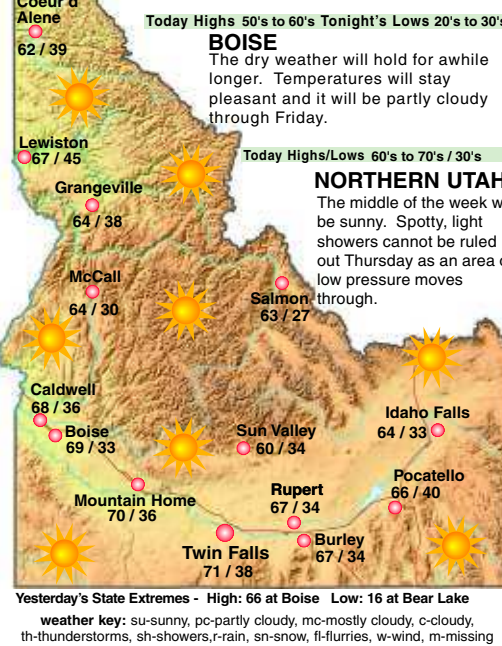 Coeur d'
Alene
62 / 39
Today Highs 50's to 60's Tonight's Lows 20's to 30's
BOISE
The dry weather will hold for awhile
longer. Temperatures will stay
pleasant and it will be partly cloudy
through Friday.
Today Highs/Lows 60's to 70's / 30's
NORTHERN UTAH
The middle of the week w
be sunny. Spotty, light
showers cannot be ruled
out Thursday as an area o
low pressure moves
through.
Lewiston
67 / 45
Grangeville
64 / 38
McCall
64 / 30
Salmon
63 / 27
Caldwell
68 / 36
Boise
69 / 33
Sun Valley
60 / 34
Idaho Falls
64 / 33
Mountain Home
70 / 36
Rupert
67 / 34
Pocatello
66 / 40
Twin Falls
71 / 38
Burley
67 / 34
Yesterday's State Extremes - High: 66 at Boise Low: 16 at Bear Lake
weather key: su-sunny, pc-partly cloudy, mc-mostly cloudy, c-cloudy,
th-thunderstorms, sh-showers,r-rain, sn-snow, fl-flurries, w-wind, m-missing